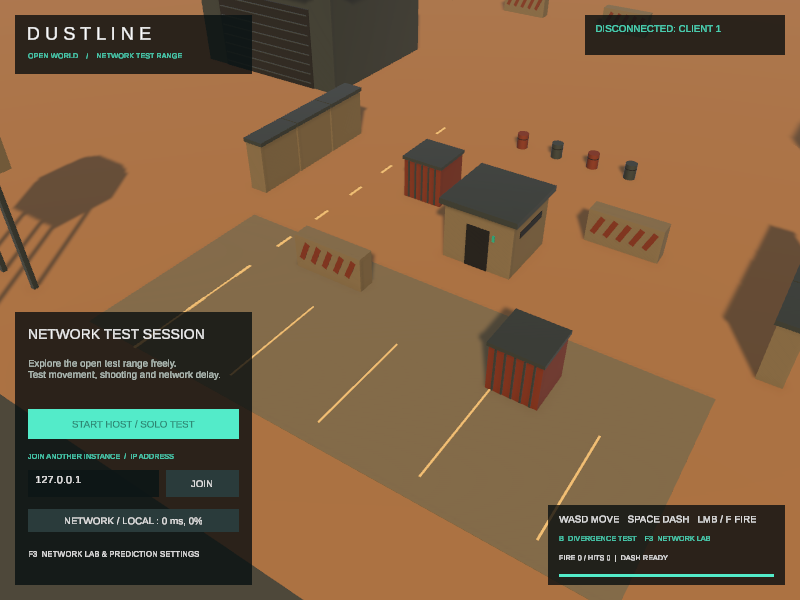 DUSTLINE
OPEN WORLD / NETWORK TEST RANGE
DISCONNECTED: CLIENT 1
NETWORK TEST SESSION
Explore the open test range freely.
Test movement, shooting and network delay.
START HOST / SOLO TEST
JOIN ANOTHER INSTANCE / IP ADDRESS
127.0.0.1
JOIN
NETWORK / LOCAL : 0 ms, 0%
F3 NETWORK LAB & PREDICTION SETTINGS
WASD MOVE SPACE DASH LMB / F FIRE
B DIVERGENCE TEST F3 NETWORK LAB
FIRE 0 / HITS 0 | DASH READY